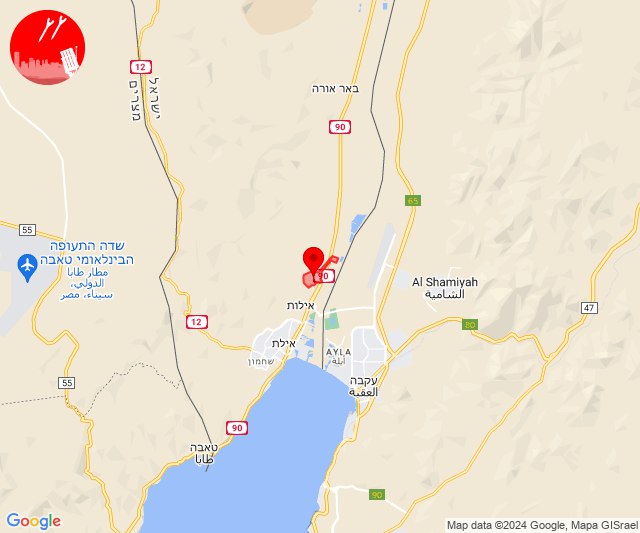 12
ישראל
מצרים
באר אורה
90
65
55
שדה התעופה
הבינלאומי טאבה
مطار طابا
الدولي،
سيناء، مصر
90
Al Shamiyah
الشامية
אילות
47
12
80
אילת
שחמון
AYLA
أيلة
עקבה
العقبة
55
90
טאבה
طابا
90
Google
Map data ©2024 Google, Mapa GISrael